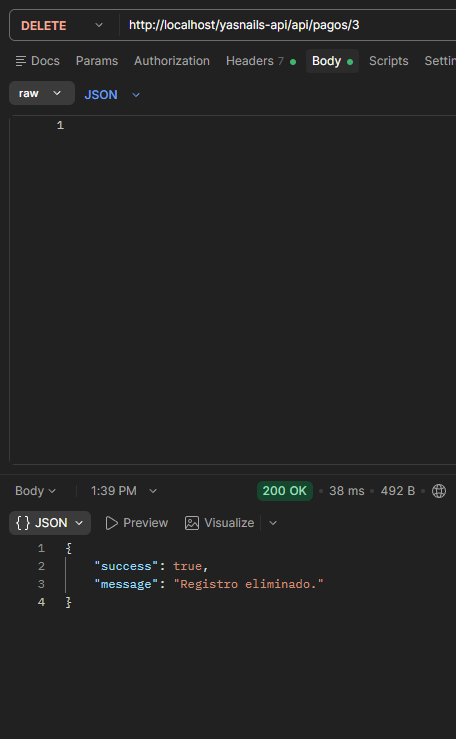 DELETE http://localhost/yasnails-api/api/pagos/3
Docs Params Authorization Headers 7 Body Scripts Settin
raw JSON
1
Body 1:39 PM 200 OK 38 ms 492 B
{} JSON Preview Visualize
1 {
2 "success": true,
3 "message": "Registro eliminado."
4 }